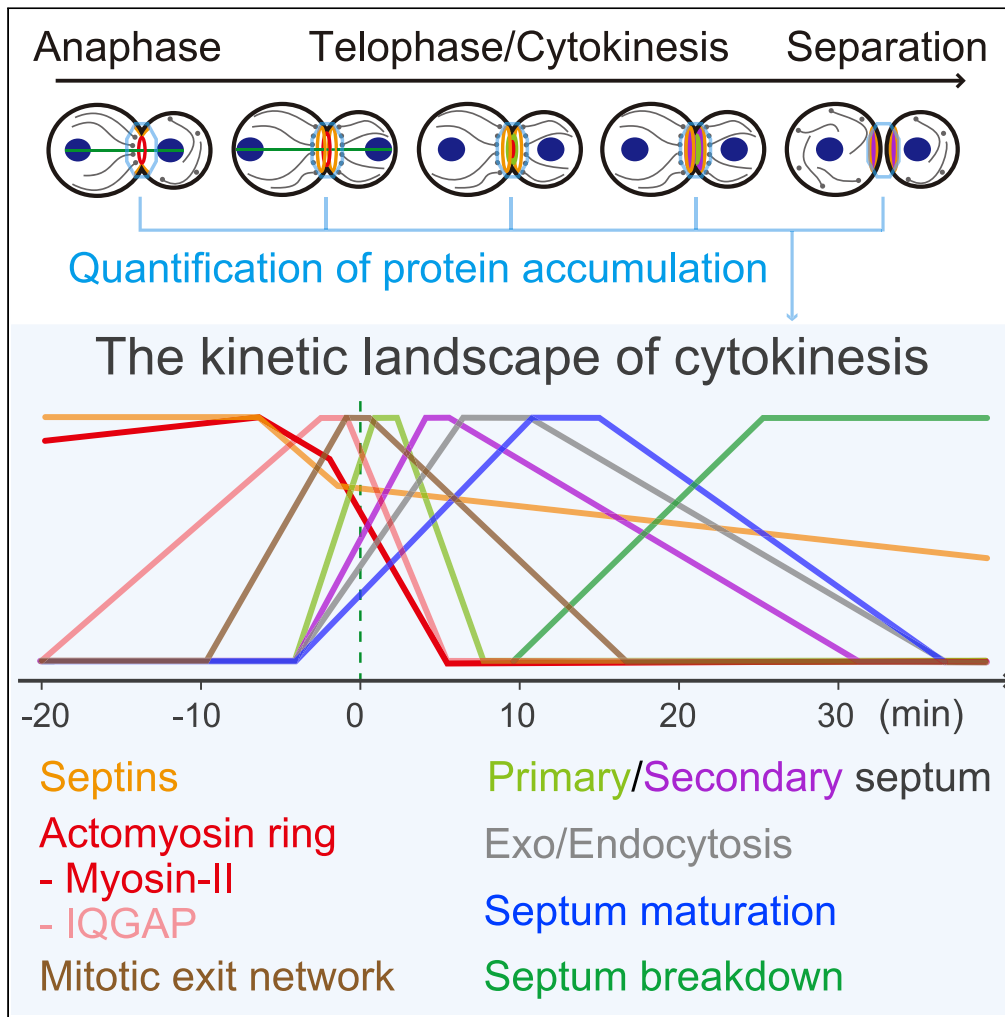 Anaphase Telophase/Cytokinesis Separation
Quantification of protein accumulation
The kinetic landscape of cytokinesis
-20 -10 0 10 20 30 (min)
Septins
Actomyosin ring
- Myosin-II
- IQGAP
Mitotic exit network
Primary/Secondary septum
Exo/Endocytosis
Septum maturation
Septum breakdown